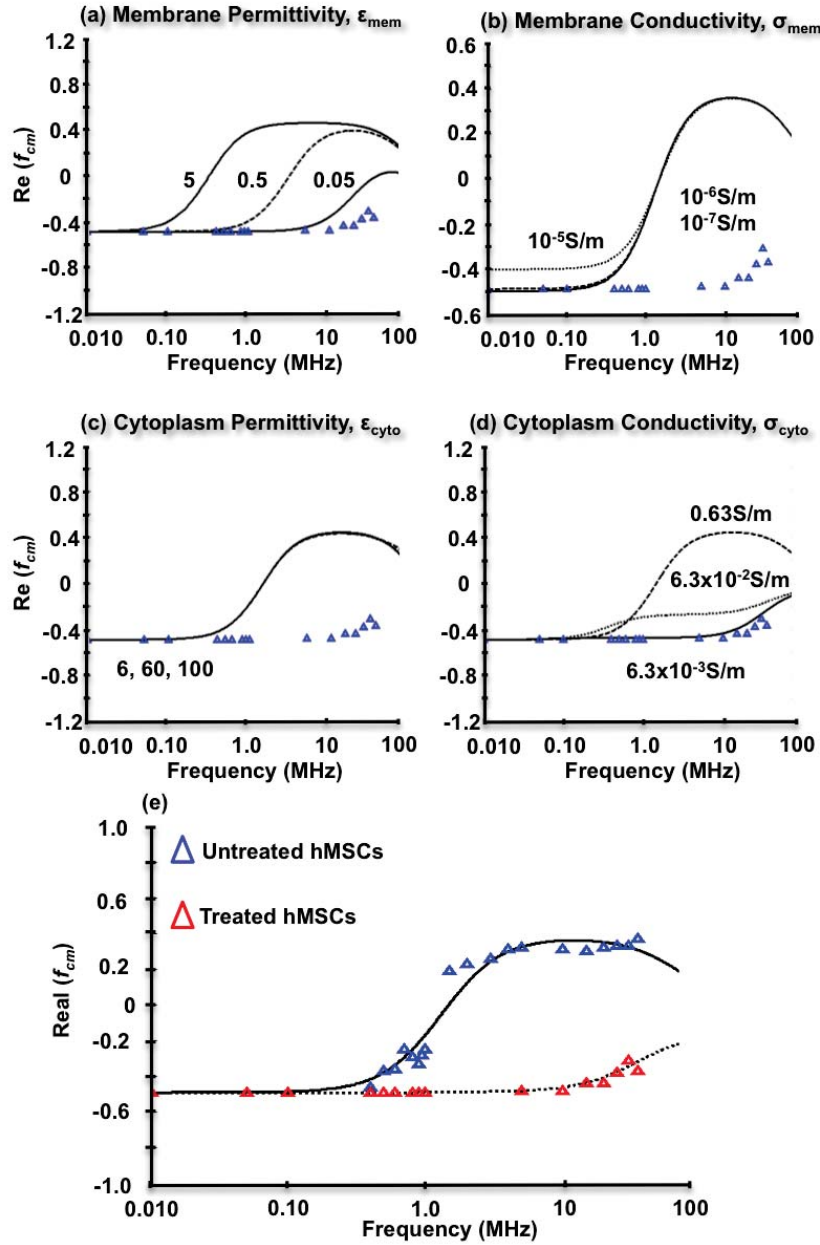 (a) Membrane Permittivity, εmem
1.2
0.8
0.4
0
-0.4
-0.8
-1.2
Re (fcm)
5
0.5
0.05
0.010 0.10 1.0 10 100
Frequency (MHz)
(b) Membrane Conductivity, σmem
0.6
0.4
0.2
0
-0.2
-0.4
-0.6
10-5S/m
10-6S/m
10-7S/m
0.010 0.10 1.0 10 100
Frequency (MHz)
(c) Cytoplasm Permittivity, εcyto
1.2
0.8
0.4
0
-0.4
-0.8
-1.2
Re (fcm)
6, 60, 100
0.010 0.10 1.0 10 100
Frequency (MHz)
(d) Cytoplasm Conductivity, σcyto
1.2
0.8
0.4
0
-0.4
-0.8
-1.2
0.63S/m
6.3x10-2S/m
6.3x10-3S/m
0.010 0.10 1.0 10 100
Frequency (MHz)
(e)
1.0
0.6
0.2
0
-0.2
-0.6
-1.0
Real (fcm)
Untreated hMSCs
Treated hMSCs
0.010 0.10 1.0 10 100
Frequency (MHz)